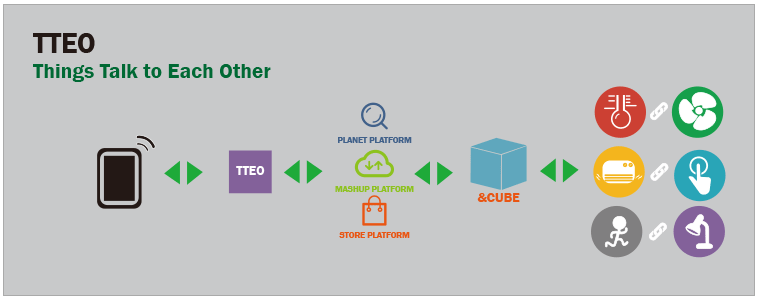 TTEO
Things Talk to Each Other
TTEO
PLANET PLATFORM
MASHUP PLATFORM
STORE PLATFORM
&CUBE